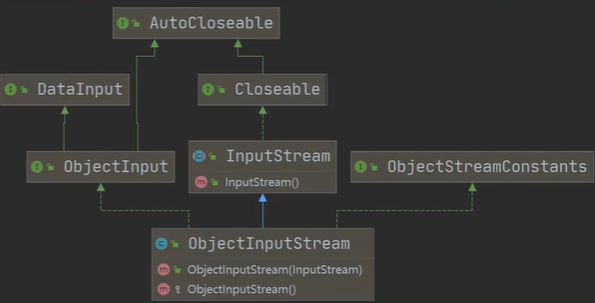 AutoCloseable
DataInput
Closeable
ObjectInput
InputStream
InputStream()
ObjectStreamConstants
ObjectInputStream
ObjectInputStream(InputStream)
ObjectInputStream()